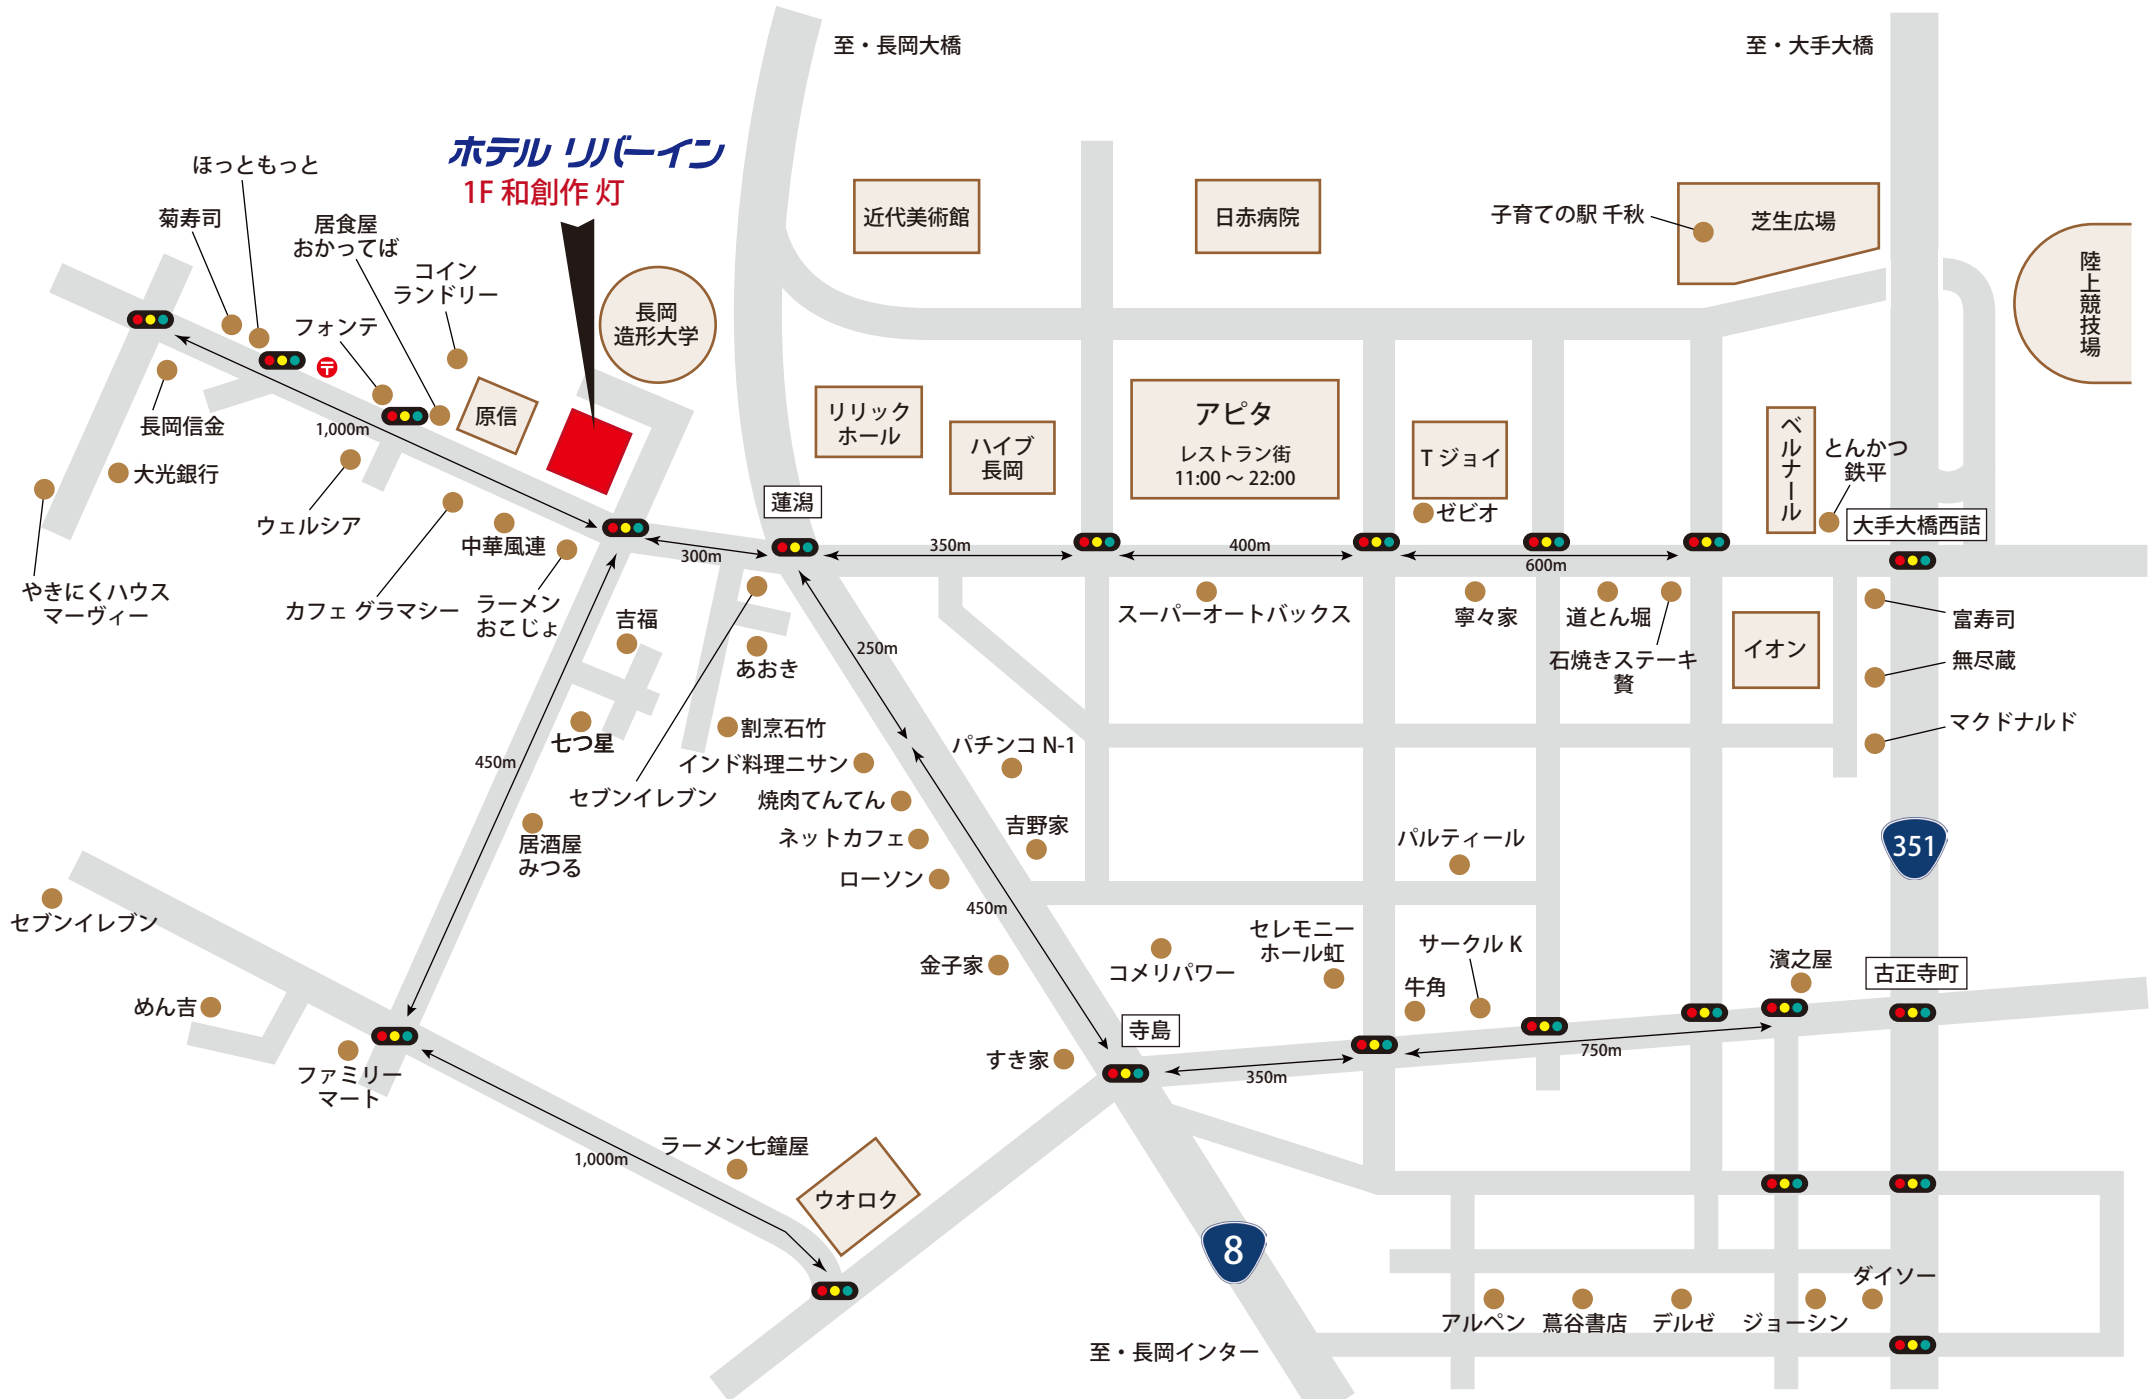 至・長岡大橋
至・大手大橋
ホテル リバーイン
1F 和創作 灯
ほっともっと
菊寿司
居食屋
おかってば
コイン
ランドリー
フォンテ
〒
長岡
造形大学
近代美術館
日赤病院
子育ての駅 千秋
芝生広場
陸上競技場
長岡信金
1,000m
原信
大光銀行
ウェルシア
やきにくハウス
マーヴィー
カフェ グラマシー
中華風連
ラーメン
おこじょ
リリック
ホール
ハイブ
長岡
アピタ
レストラン街
11:00 ~ 22:00
T ジョイ
ゼビオ
ベルナール
とんかつ
鉄平
蓮潟
大手大橋西詰
300m
350m
400m
600m
スーパーオートバックス
寧々家
道とん堀
石焼きステーキ
贅
イオン
富寿司
無尽蔵
マクドナルド
吉福
あおき
250m
七つ星
割烹石竹
450m
インド料理ニサン
セブンイレブン
焼肉てんてん
ネットカフェ
ローソン
パチンコ N-1
吉野家
居酒屋
みつる
パルティール
351
450m
セブンイレブン
めん吉
ファミリー
マート
金子家
コメリパワー
セレモニー
ホール虹
サークル K
牛角
濱之屋
古正寺町
寺島
すき家
350m
750m
ラーメン七鐘屋
1,000m
ウオロク
8
至・長岡インター
アルペン
蔦谷書店
デルゼ
ジョーシン
ダイソー